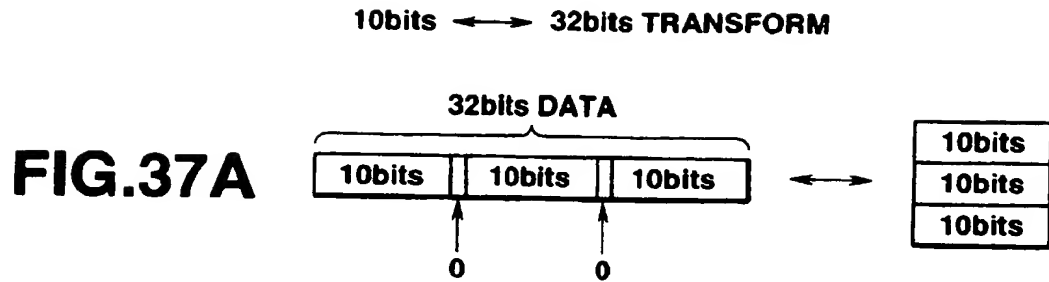 10bits ←→ 32bits TRANSFORM
32bits DATA
FIG.37A
10bits 10bits 10bits ←→ 10bits
10bits
10bits
0 0